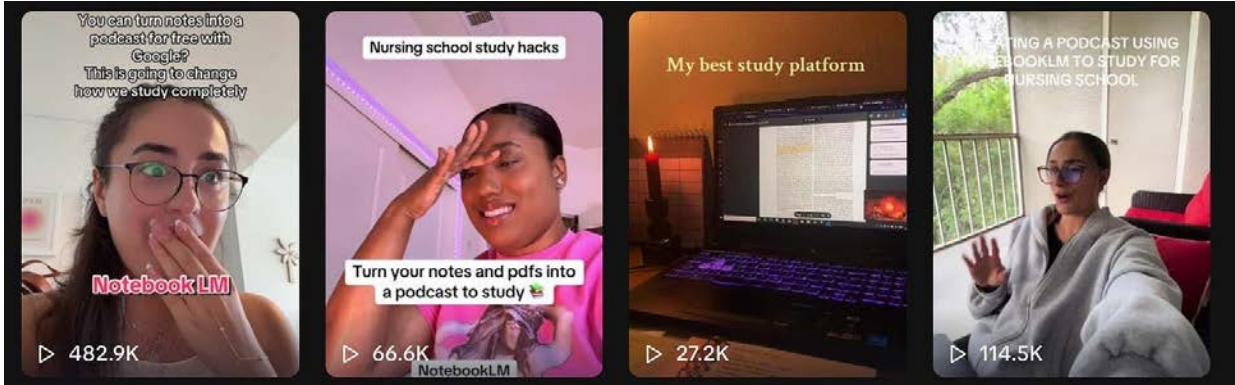 You can turn notes into a
podcast for free with
Google?
This is going to change
how we study completely
Notebook LM
482.9K
Nursing school study hacks
Turn your notes and pdfs into
a podcast to study
66.6K
NotebookLM
My best study platform
27.2K
A PODCAST USING
TO STUDY FOR
NURSING SCHOOL
114.5K